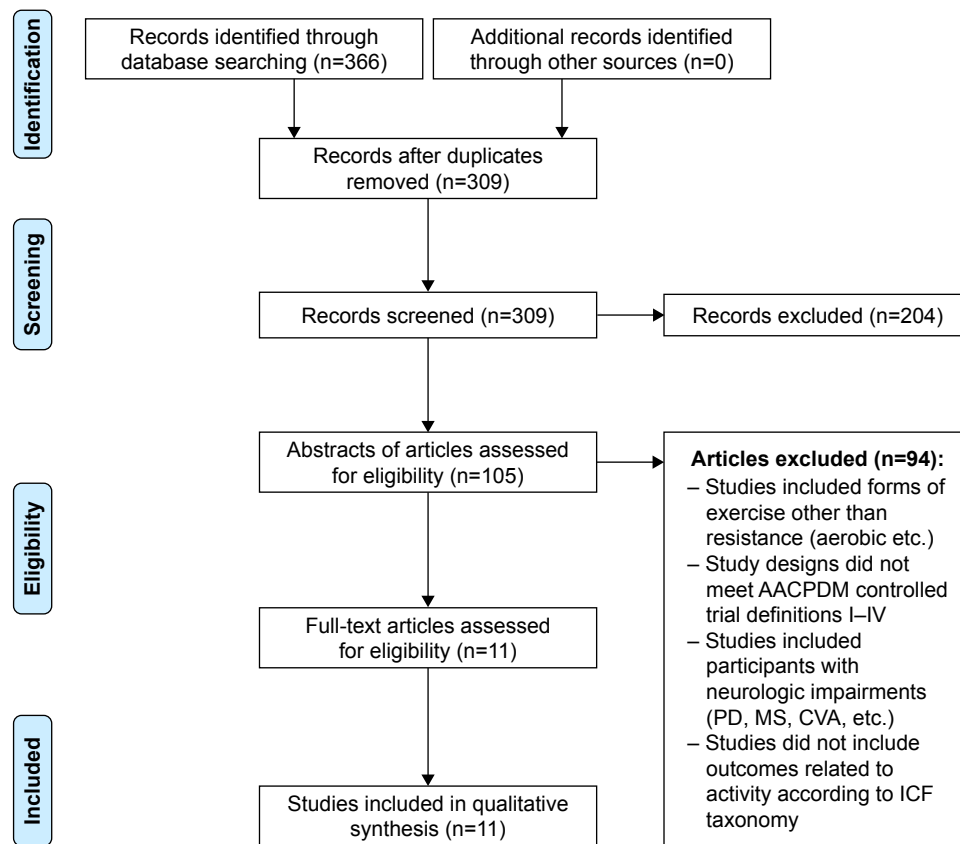 Identification
Records identified through
database searching (n=366)
Additional records identified
through other sources (n=0)
Records after duplicates
removed (n=309)
Screening
Records screened (n=309)
Records excluded (n=204)
Eligibility
Abstracts of articles assessed
for eligibility (n=105)
Articles excluded (n=94):
– Studies included forms of
exercise other than
resistance (aerobic etc.)
– Study designs did not
meet AACPDM controlled
trial definitions I–IV
– Studies included
participants with
neurologic impairments
(PD, MS, CVA, etc.)
– Studies did not include
outcomes related to
activity according to ICF
taxonomy
Full-text articles assessed
for eligibility (n=11)
Included
Studies included in qualitative
synthesis (n=11)